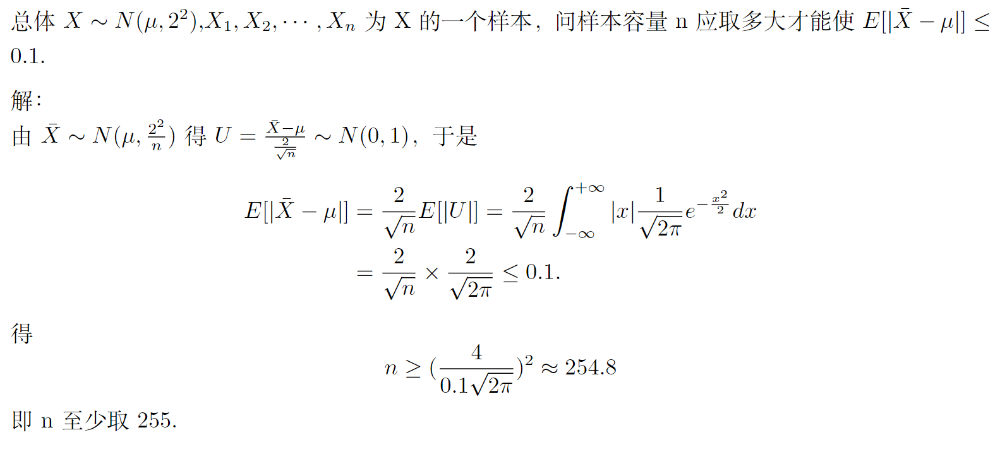 总体 $X \sim N(\mu, 2^2)$,$X_1, X_2, \cdots, X_n$ 为 X 的一个样本，问样本容量 n 应取多大才能使 $E[|\bar{X} - \mu|] \leq$
$0.1$.
解：
由 $\bar{X} \sim N(\mu, \frac{2^2}{n})$ 得 $U = \frac{\bar{X} - \mu}{\frac{2}{\sqrt{n}}} \sim N(0, 1)$，于是
$E[|\bar{X} - \mu|] = \frac{2}{\sqrt{n}} E[|U|] = \frac{2}{\sqrt{n}} \int_{-\infty}^{+\infty} |x| \frac{1}{\sqrt{2\pi}} e^{-\frac{x^2}{2}} dx$
$= \frac{2}{\sqrt{n}} \times \frac{2}{\sqrt{2\pi}} \leq 0.1.$
得
$n \geq (\frac{4}{0.1\sqrt{2\pi}})^2 \approx 254.8$
即 n 至少取 255.